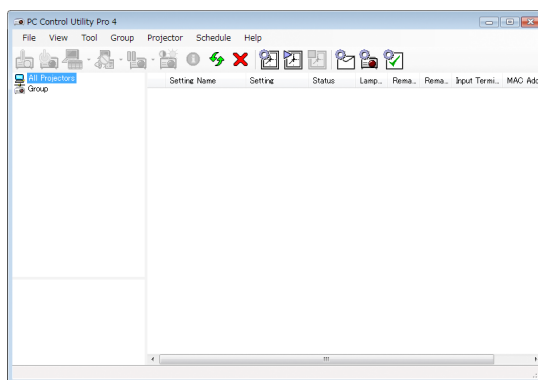 PC Control Utility Pro 4
File View Tool Group Projector Schedule Help
All Projectors
Group
Setting Name Setting Status Lamp... Rema... Rema... Input Termi... MAC Add